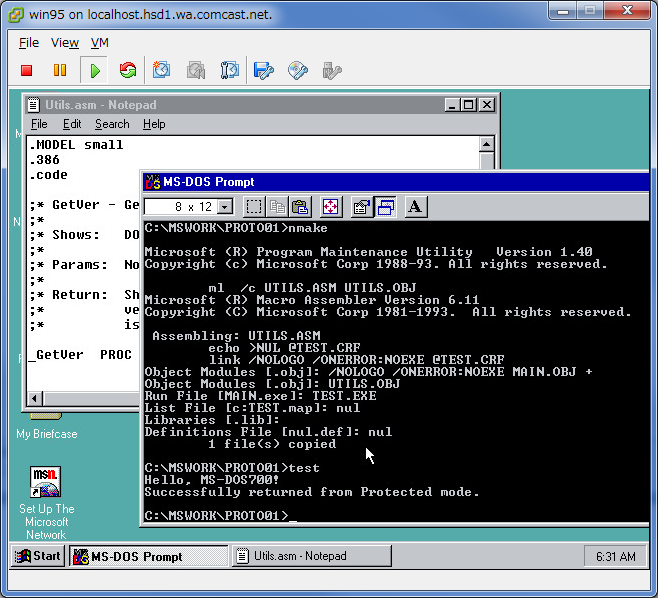 win95 on localhost.hsd1.wa.comcast.net.
File View VM
Utils.asm - Notepad
File Edit Search Help
.MODEL small
.386
.code
;* GetVer - Ge
;*
;* Shows:   DO
;*
;* Params:  No
;*
;* Return:  Sh
;*          ve
;*          is
_GetVer  PROC
MS-DOS Prompt
8 x 12
A
C:\MSWORK\PROTO01>nmake
Microsoft (R) Program Maintenance Utility   Version 1.40
Copyright (c) Microsoft Corp 1988-93. All rights reserved.
        ml  /c UTILS.ASM UTILS.OBJ
Microsoft (R) Macro Assembler Version 6.11
Copyright (C) Microsoft Corp 1981-1993.  All rights reserved.
 Assembling: UTILS.ASM
        echo >NUL @TEST.CRF
        link /NOLOGO /ONERROR:NOEXE @TEST.CRF
Object Modules [.obj]: /NOLOGO /ONERROR:NOEXE MAIN.OBJ +
Object Modules [.obj]: UTILS.OBJ
Run File [MAIN.exe]: TEST.EXE
List File [c:TEST.map]: nul
Libraries [.lib]:
Definitions File [nul.def]: nul
        1 file(s) copied
C:\MSWORK\PROTO01>test
Hello, MS-DOS700!
Successfully returned from Protected mode.
C:\MSWORK\PROTO01>_
My Briefcase
msn
Set Up The
Microsoft
Network
Start
MS-DOS Prompt
Utils.asm - Notepad
6:31 AM